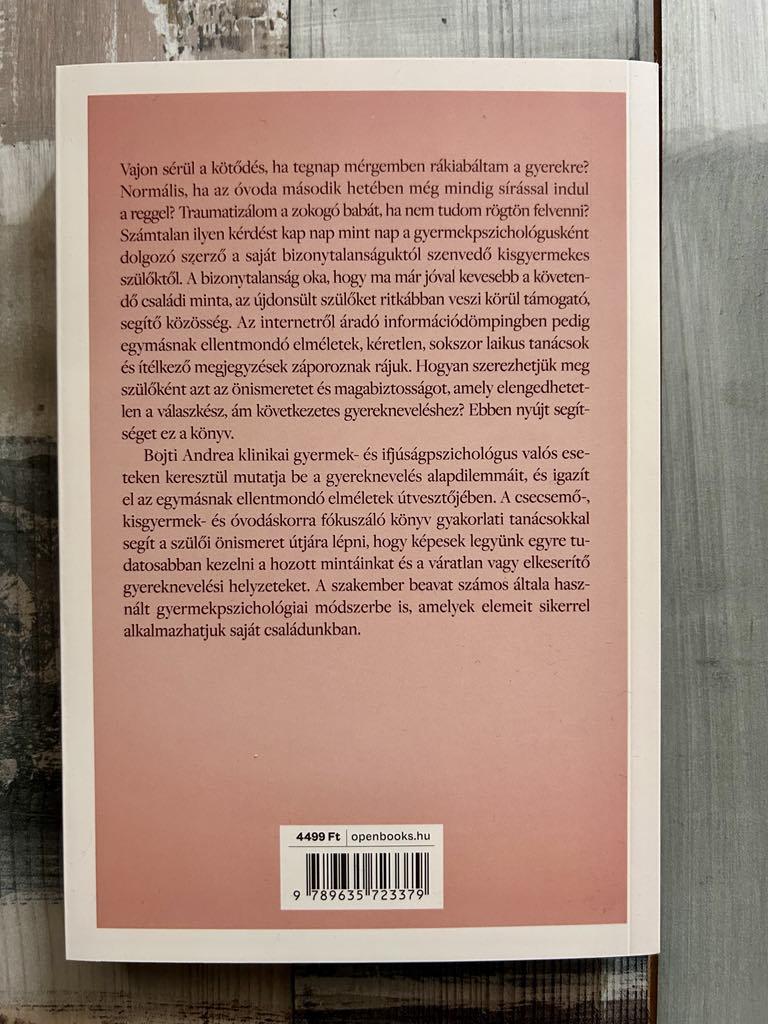 Vajon sérül a kötődés, ha tegnap mérgemben rákiabáltam a gyerekre?
Normális, ha az óvoda második hetében még mindig sírással indul
a reggel? Traumatizálom a zokogó babát, ha nem tudom rögtön felvenni?
Számtalan ilyen kérdést kap nap mint nap a gyermekpszichológusként
dolgozó szerző a saját bizonytalanságuktól szenvedő kisgyermekes
szülőktől. A bizonytalanság oka, hogy ma már jóval kevesebb a követen-
dő családi minta, az újdonsült szülőket ritkábban veszi körül támogató,
segítő közösség. Az internetről áradó információdömpingben pedig
egymásnak ellentmondó elméletek, kéretlen, sokszor laikus tanácsok
és ítélkező megjegyzések záporoznak rájuk. Hogyan szerezhetjük meg
szülőként azt az önismeretet és magabiztosságot, amely elengedhetet-
len a válaszkész, ám következetes gyerekneveléshez? Ebben nyújt segít-
séget ez a könyv.
Bojti Andrea klinikai gyermek- és ifjúságpszichológus valós ese-
teken keresztül mutatja be a gyereknevelés alapdilemmáit, és igazít
el az egymásnak ellentmondó elméletek útvesztőjében. A csecsemő-,
kisgyermek- és óvodáskorra fókuszáló könyv gyakorlati tanácsokkal
segít a szülői önismeret útjára lépni, hogy képesek legyünk egyre tu-
datosabban kezelni a hozott mintáinkat és a váratlan vagy elkeserítő
gyereknevelési helyzeteket. A szakember beavat számos általa hasz-
nált gyermekpszichológiai módszerbe is, amelyek elemeit sikerrel
alkalmazhatjuk saját családunkban.
4499 Ft openbooks.hu
9 789635 723379